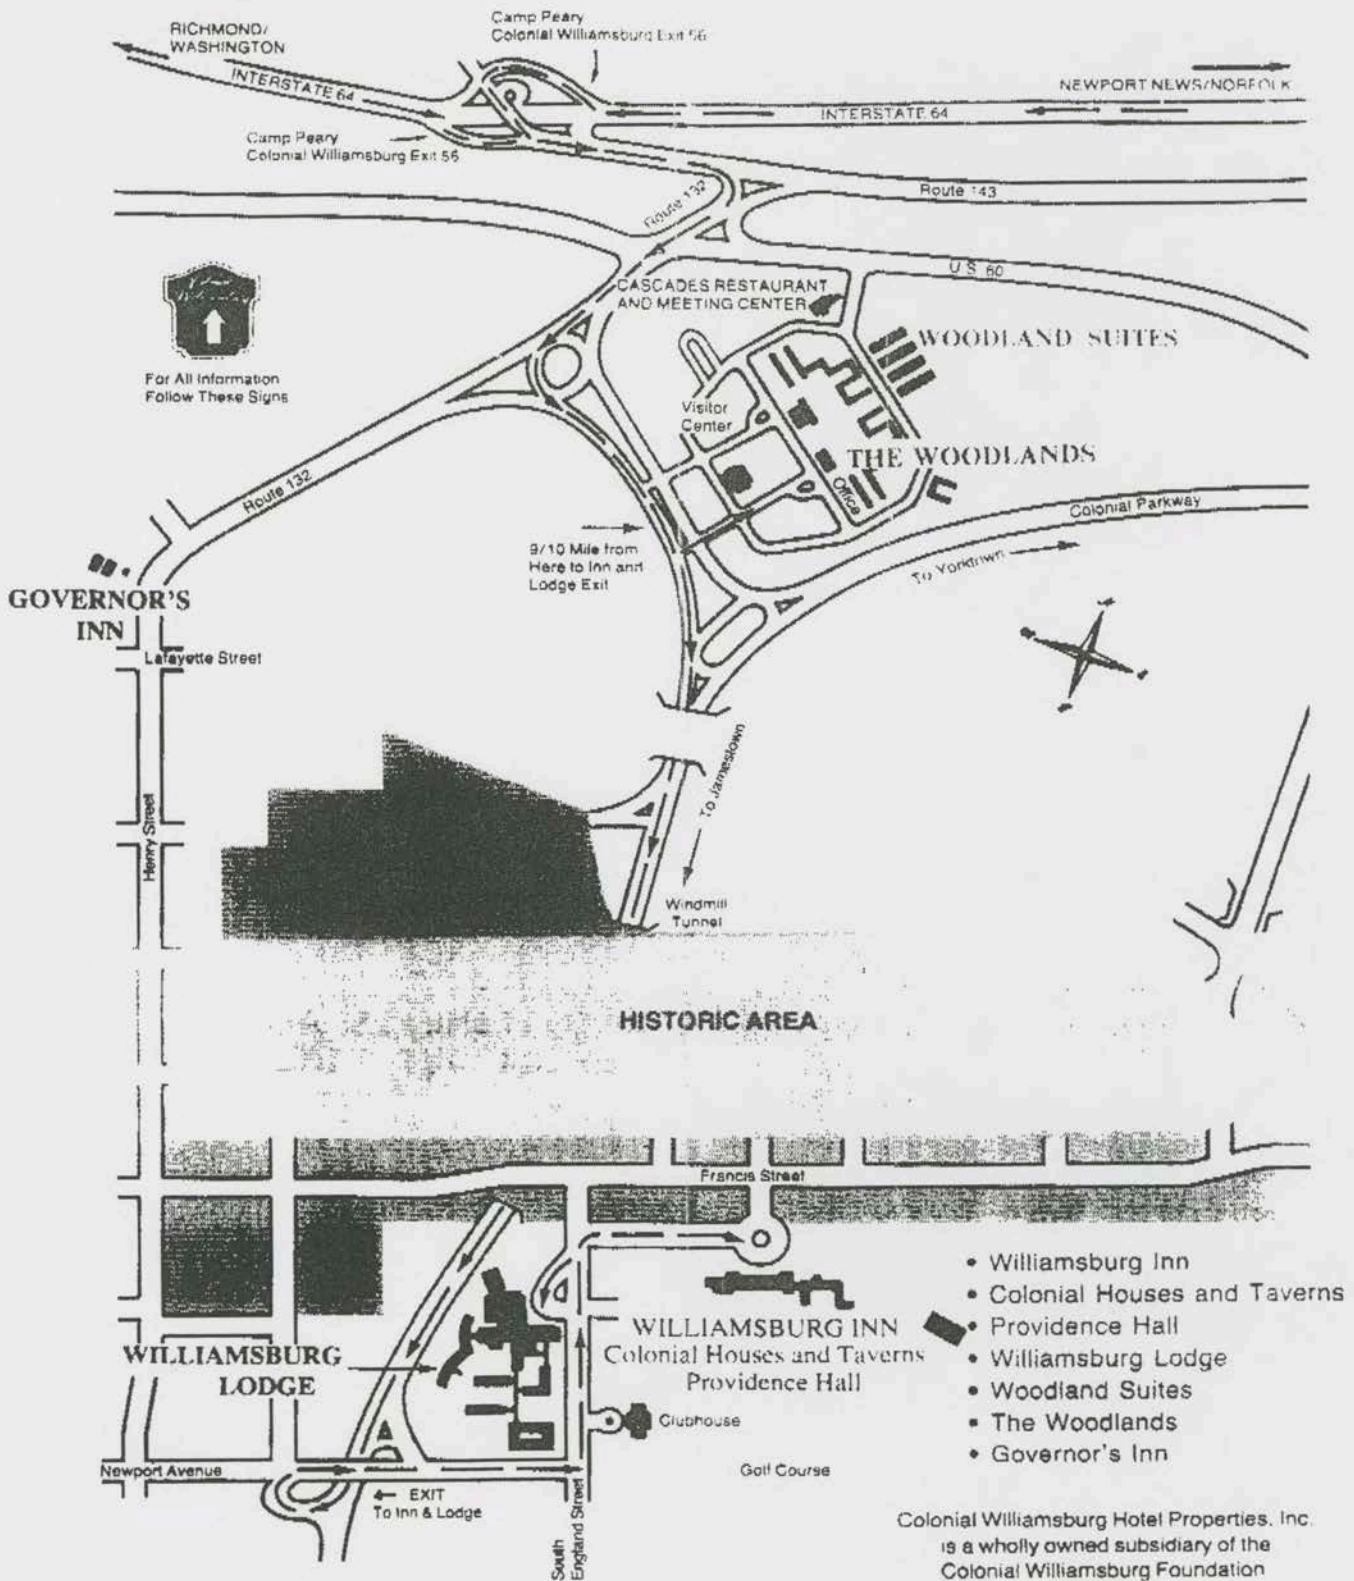 Camp Peary
Colonial Williamsburg Exit 56
RICHMOND/
WASHINGTON
INTERSTATE 64
NEWPORT NEWS/NORFOLK
INTERSTATE 64
Camp Peary
Colonial Williamsburg Exit 56
Route 132
Route 143
U.S. 60
CASCADES RESTAURANT
AND MEETING CENTER
WOODLAND SUITES
For All Information
Follow These Signs
Visitor
Center
THE WOODLANDS
Office
Route 132
Colonial Parkway
9/10 Mile from
Here to Inn and
Lodge Exit
To Yorktown
GOVERNOR'S
INN
Lafayette Street
To Jamestown
Henry Street
Windmill
Tunnel
HISTORIC AREA
Francis Street
WILLIAMSBURG
LODGE
WILLIAMSBURG INN
Colonial Houses and Taverns
Providence Hall
• Williamsburg Inn
• Colonial Houses and Taverns
• Providence Hall
• Williamsburg Lodge
• Woodland Suites
• The Woodlands
• Governor's Inn
Clubhouse
Newport Avenue
Golf Course
EXIT
To Inn & Lodge
South
England Street
Colonial Williamsburg Hotel Properties, Inc.
is a wholly owned subsidiary of the
Colonial Williamsburg Foundation